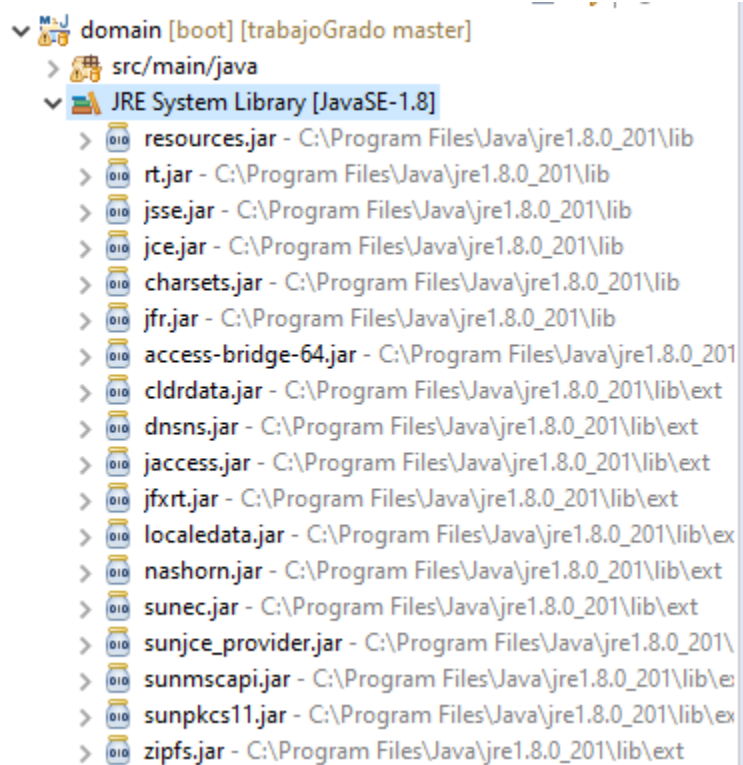 domain [boot] [trabajoGrado master]
src/main/java
JRE System Library [JavaSE-1.8]
resources.jar - C:\Program Files\Java\jre1.8.0_201\lib
rt.jar - C:\Program Files\Java\jre1.8.0_201\lib
jsse.jar - C:\Program Files\Java\jre1.8.0_201\lib
jce.jar - C:\Program Files\Java\jre1.8.0_201\lib
charsets.jar - C:\Program Files\Java\jre1.8.0_201\lib
jfr.jar - C:\Program Files\Java\jre1.8.0_201\lib
access-bridge-64.jar - C:\Program Files\Java\jre1.8.0_201
cldrdata.jar - C:\Program Files\Java\jre1.8.0_201\lib\ext
dnsns.jar - C:\Program Files\Java\jre1.8.0_201\lib\ext
jaccess.jar - C:\Program Files\Java\jre1.8.0_201\lib\ext
jfxrt.jar - C:\Program Files\Java\jre1.8.0_201\lib\ext
localedata.jar - C:\Program Files\Java\jre1.8.0_201\lib\ex
nashorn.jar - C:\Program Files\Java\jre1.8.0_201\lib\ext
sunec.jar - C:\Program Files\Java\jre1.8.0_201\lib\ext
sunjce_provider.jar - C:\Program Files\Java\jre1.8.0_201\
sunmscapi.jar - C:\Program Files\Java\jre1.8.0_201\lib\ex
sunpkcs11.jar - C:\Program Files\Java\jre1.8.0_201\lib\ex
zipfs.jar - C:\Program Files\Java\jre1.8.0_201\lib\ext